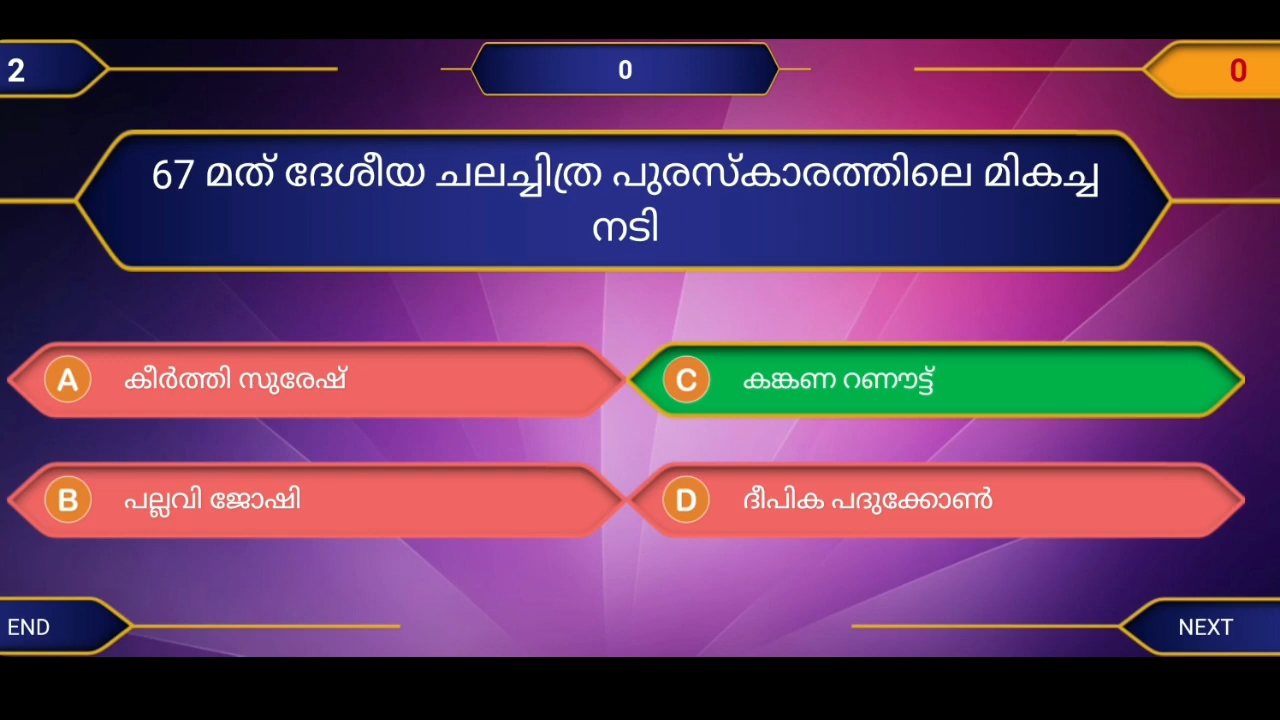 2
0
0
67 മത് ദേശീയ ചലച്ചിത്ര പുരസ്കാരത്തിലെ മികച്ച
നടി
A കീർത്തി സുരേഷ്
C കങ്കണ റണൗട്ട്
B പല്ലവി ജോഷി
D ദീപിക പദുക്കോൺ
END
NEXT